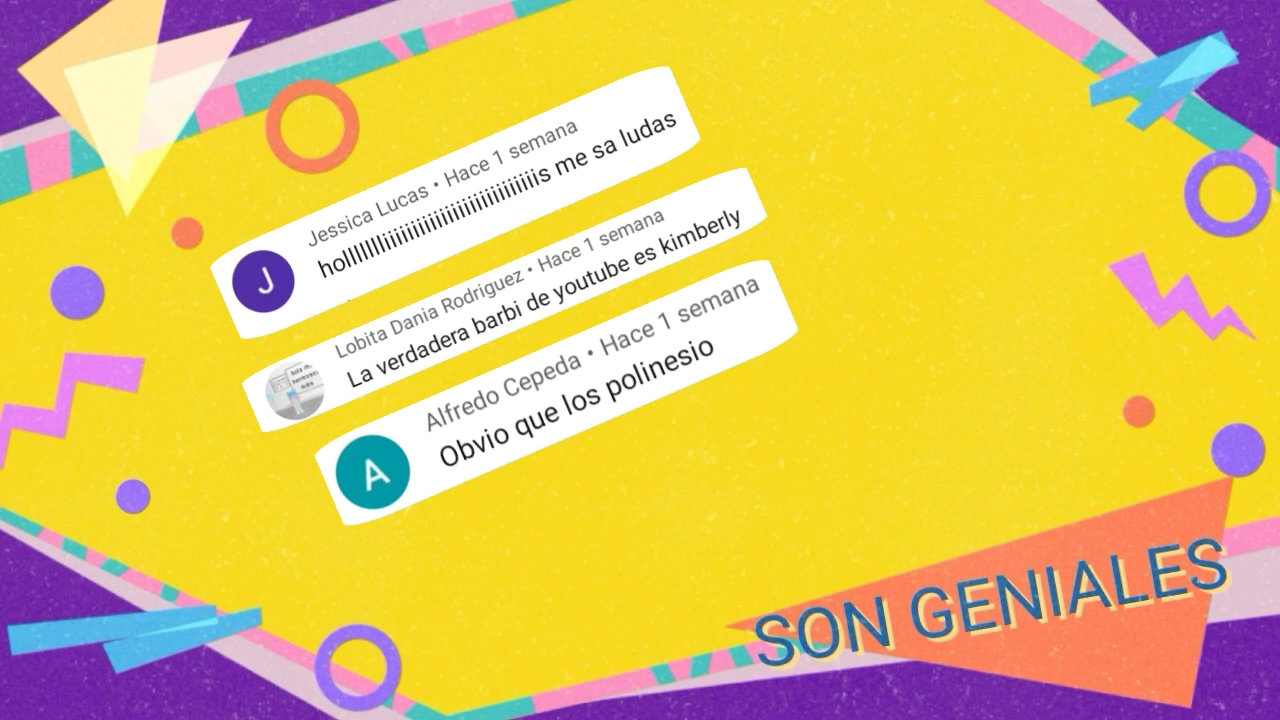 Jessica Lucas • Hace 1 semana
holllllllliiiiiiiiiiiiiiiiiiiiiiiiiiiiiis me sa ludas
Lobita Dania Rodriguez • Hace 1 semana
La verdadera barbi de youtube es kimberly
Alfredo Cepeda • Hace 1 semana
Obvio que los polinesio
J
A
SON GENIALES